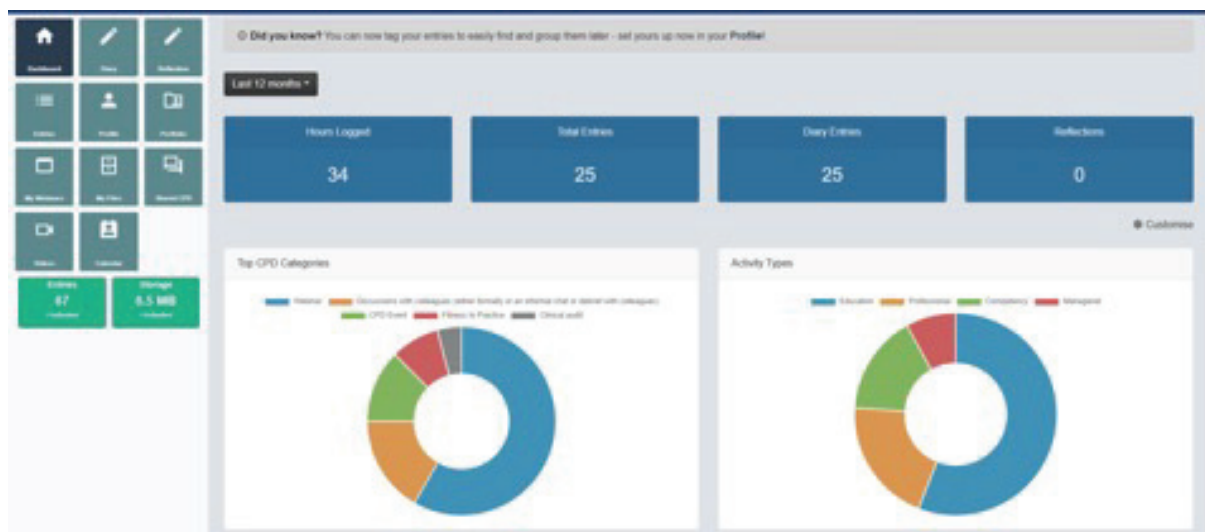 Did you know? You can now tag your entries to easily find and group them later - set yours up now in your Profile!
Last 12 months
Dashboard
Diary
Reflection
Entries
Profile
Portfolio
My Webinars
My Files
Shared CPD
Videos
Calendar
Entries
67
Storage
6.5 MB
Hours Logged
34
Total Entries
25
Diary Entries
25
Reflections
0
Customise
Top CPD Categories
Webinar
Discussions with colleagues (either formally or an informal chat or debrief with colleagues)
CPD Event
Fitness to Practice
Clinical audit
Activity Types
Education
Professional
Competency
Managerial